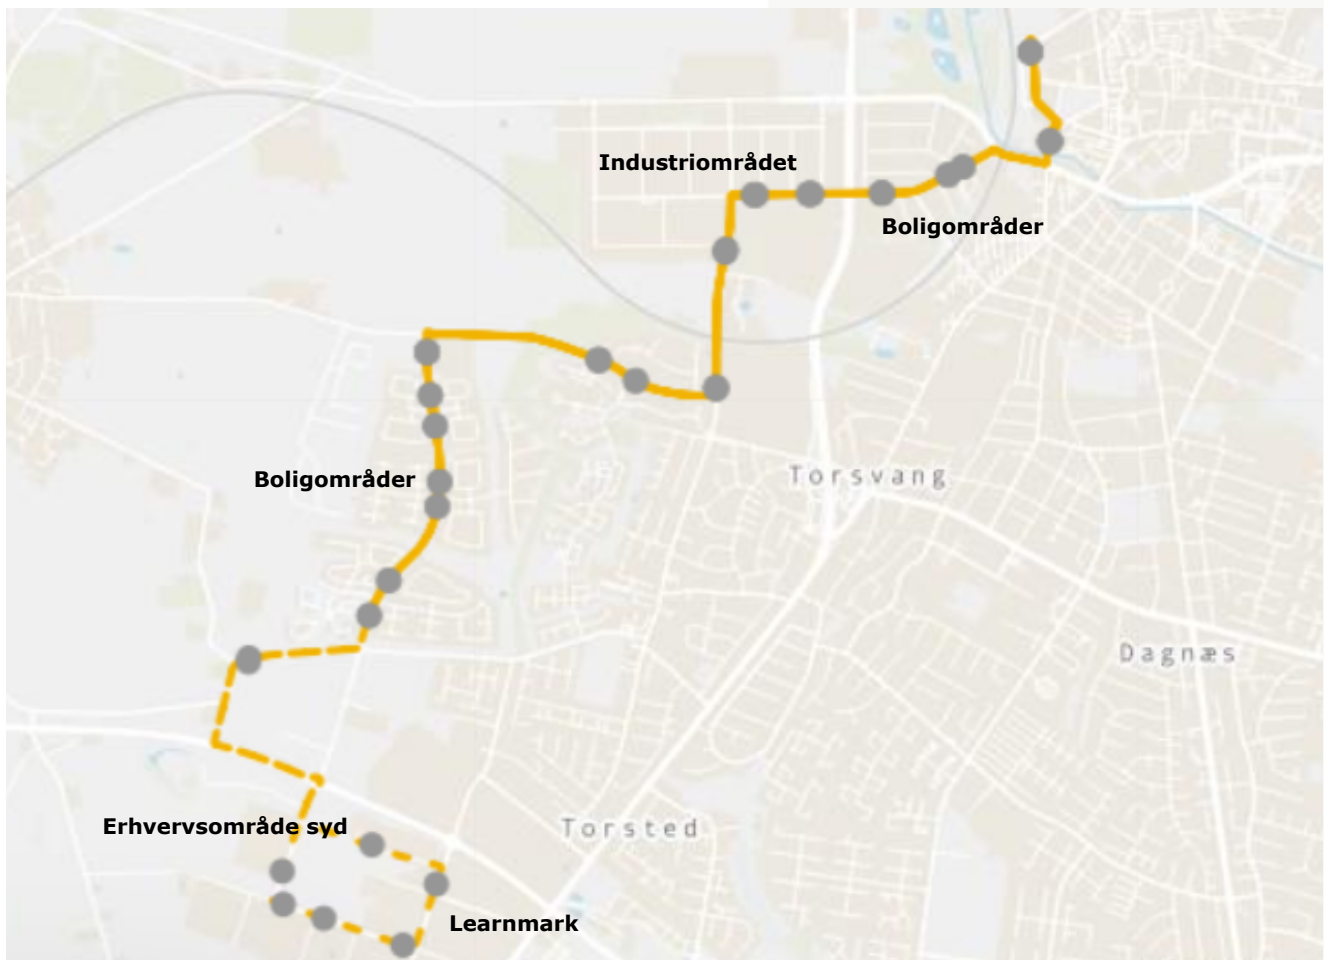 Industriområdet
Boligområder
Torsvang
Boligområder
Dagnæs
Erhvervsområde syd
Torsted
Learnmark